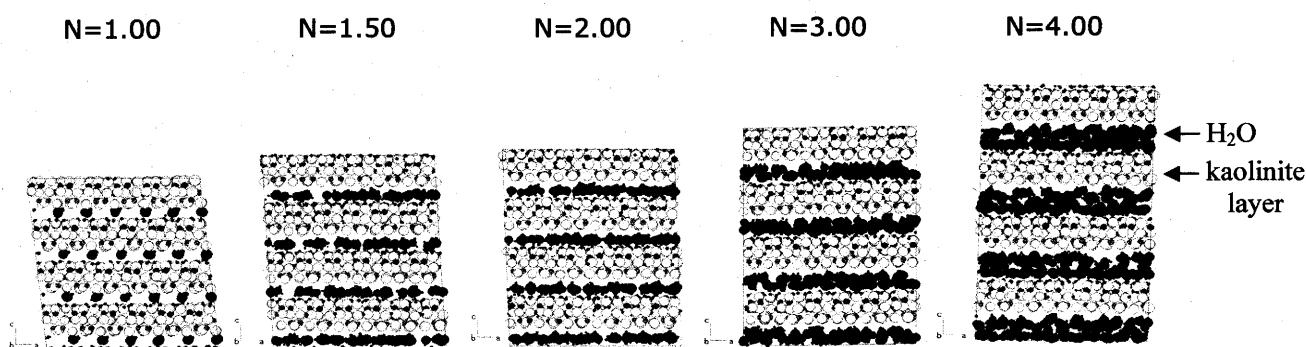 N=1.00
N=1.50
N=2.00
N=3.00
N=4.00
H₂O
kaolinite
layer
c
b a
c
b a
c
b a
c
b a
c
b a